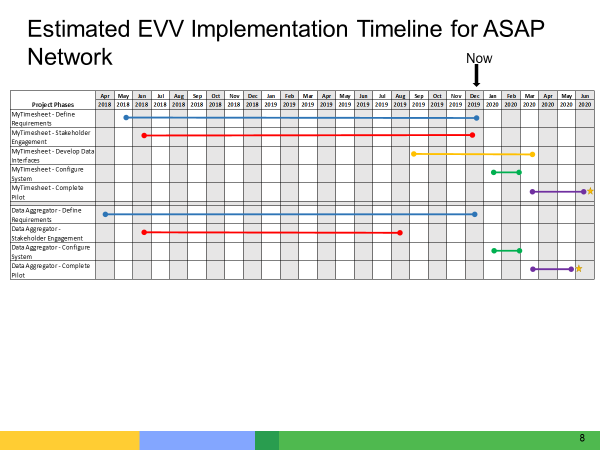 Estimated EVV Implementation Timeline for ASAP
Network
Now
Apr May Jun Jul Aug Sep Oct Nov Dec Jan Feb Mar Apr May Jun Jul Aug Sep Oct Nov Dec Jan Feb Mar Apr May Jun
Project Phases 2018 2018 2018 2018 2018 2018 2018 2018 2018 2019 2019 2019 2019 2019 2019 2019 2019 2019 2019 2019 2019 2020 2020 2020 2020 2020 2020
MyTimesheet - Define
Requirements
MyTimesheet - Stakeholder
Engagement
MyTimesheet - Develop Data
Interfaces
MyTimesheet - Configure
System
MyTimesheet - Complete
Pilot
Data Aggregator - Define
Requirements
Data Aggregator -
Stakeholder Engagement
Data Aggregator - Configure
System
Data Aggregator - Complete
Pilot
8